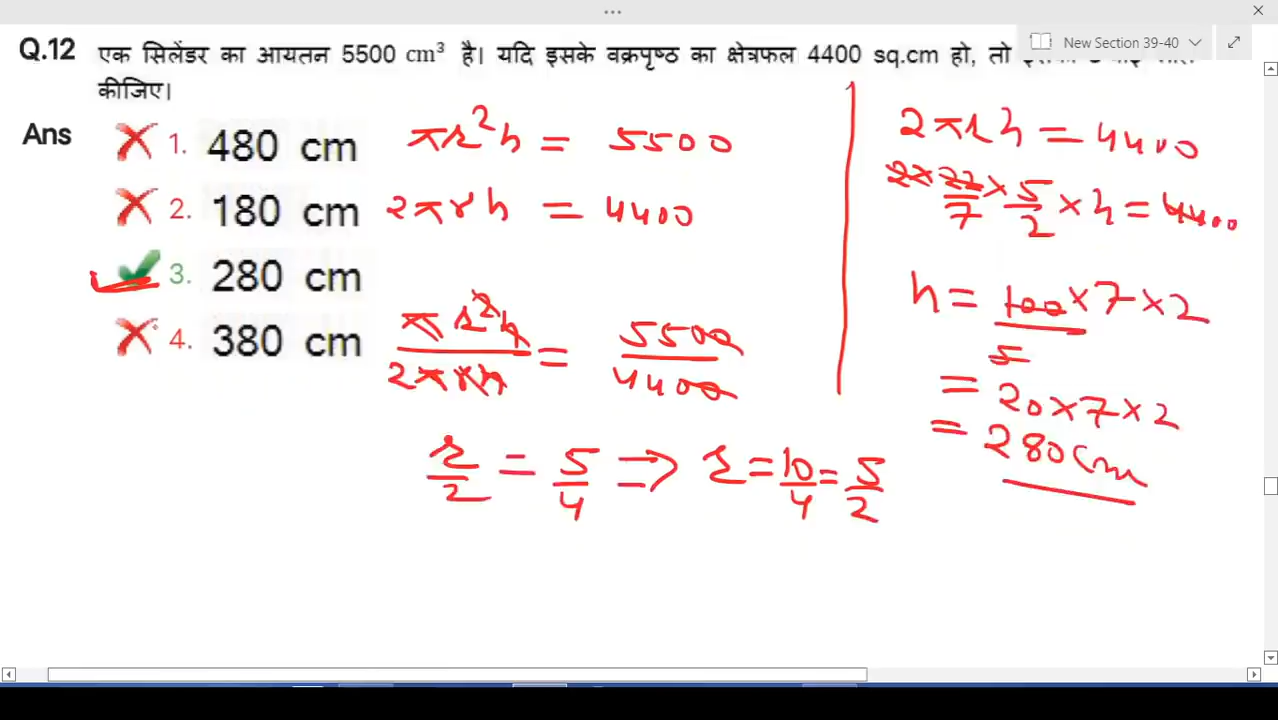 New Section 39-40
Q.12 एक सिलेंडर का आयतन 5500 cm³ है। यदि इसके वक्रपृष्ठ का क्षेत्रफल 4400 sq.cm हो, तो
कीजिए।
Ans
1. 480 cm
2. 180 cm
3. 280 cm
4. 380 cm
πr²h = 5500
2πrh = 4400
πr²h/2πrh = 5500/4400
r/2 = 5/4 ⇒ r = 10/4 = 5/2
2πrh = 4400
2×22/7 × 5/2 × h = 4400
h = 100×7×2
5
= 20×7×2
= 280cm